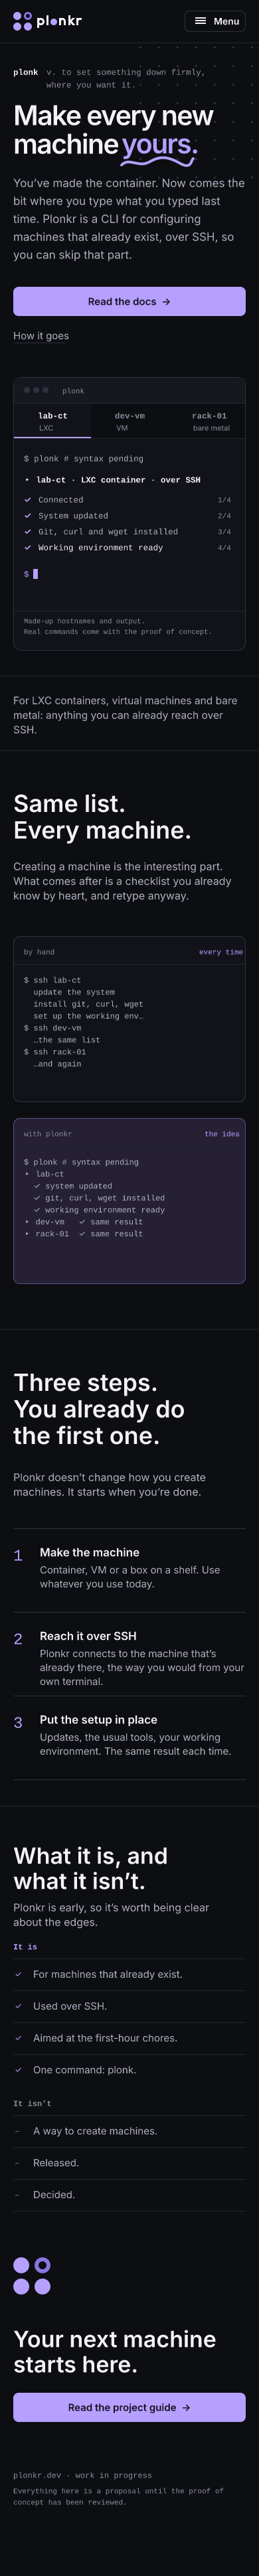 plonkr
Menu
plonk v. to set something down firmly,
where you want it.
Make every new
machine yours.
You’ve made the container. Now comes the
bit where you type what you typed last
time. Plonkr is a CLI for configuring
machines that already exist, over SSH, so
you can skip that part.
Read the docs →
How it goes
plonk
lab-ct dev-vm rack-01
LXC VM bare metal
$ plonk # syntax pending
‣ lab-ct · LXC container · over SSH
✓ Connected 1/4
✓ System updated 2/4
✓ Git, curl and wget installed 3/4
✓ Working environment ready 4/4
$
Made-up hostnames and output.
Real commands come with the proof of concept.
For LXC containers, virtual machines and bare
metal: anything you can already reach over
SSH.
Same list.
Every machine.
Creating a machine is the interesting part.
What comes after is a checklist you already
know by heart, and retype anyway.
by hand every time
$ ssh lab-ct
update the system
install git, curl, wget
set up the working env…
$ ssh dev-vm
…the same list
$ ssh rack-01
…and again
with plonkr the idea
$ plonk # syntax pending
‣ lab-ct
✓ system updated
✓ git, curl, wget installed
✓ working environment ready
‣ dev-vm ✓ same result
‣ rack-01 ✓ same result
Three steps.
You already do
the first one.
Plonkr doesn’t change how you create
machines. It starts when you’re done.
1 Make the machine
Container, VM or a box on a shelf. Use
whatever you use today.
2 Reach it over SSH
Plonkr connects to the machine that’s
already there, the way you would from your
own terminal.
3 Put the setup in place
Updates, the usual tools, your working
environment. The same result each time.
What it is, and
what it isn’t.
Plonkr is early, so it’s worth being clear
about the edges.
It is
✓ For machines that already exist.
✓ Used over SSH.
✓ Aimed at the first-hour chores.
✓ One command: plonk.
It isn’t
– A way to create machines.
– Released.
– Decided.
Your next machine
starts here.
Read the project guide →
plonkr.dev · work in progress
Everything here is a proposal until the proof of
concept has been reviewed.